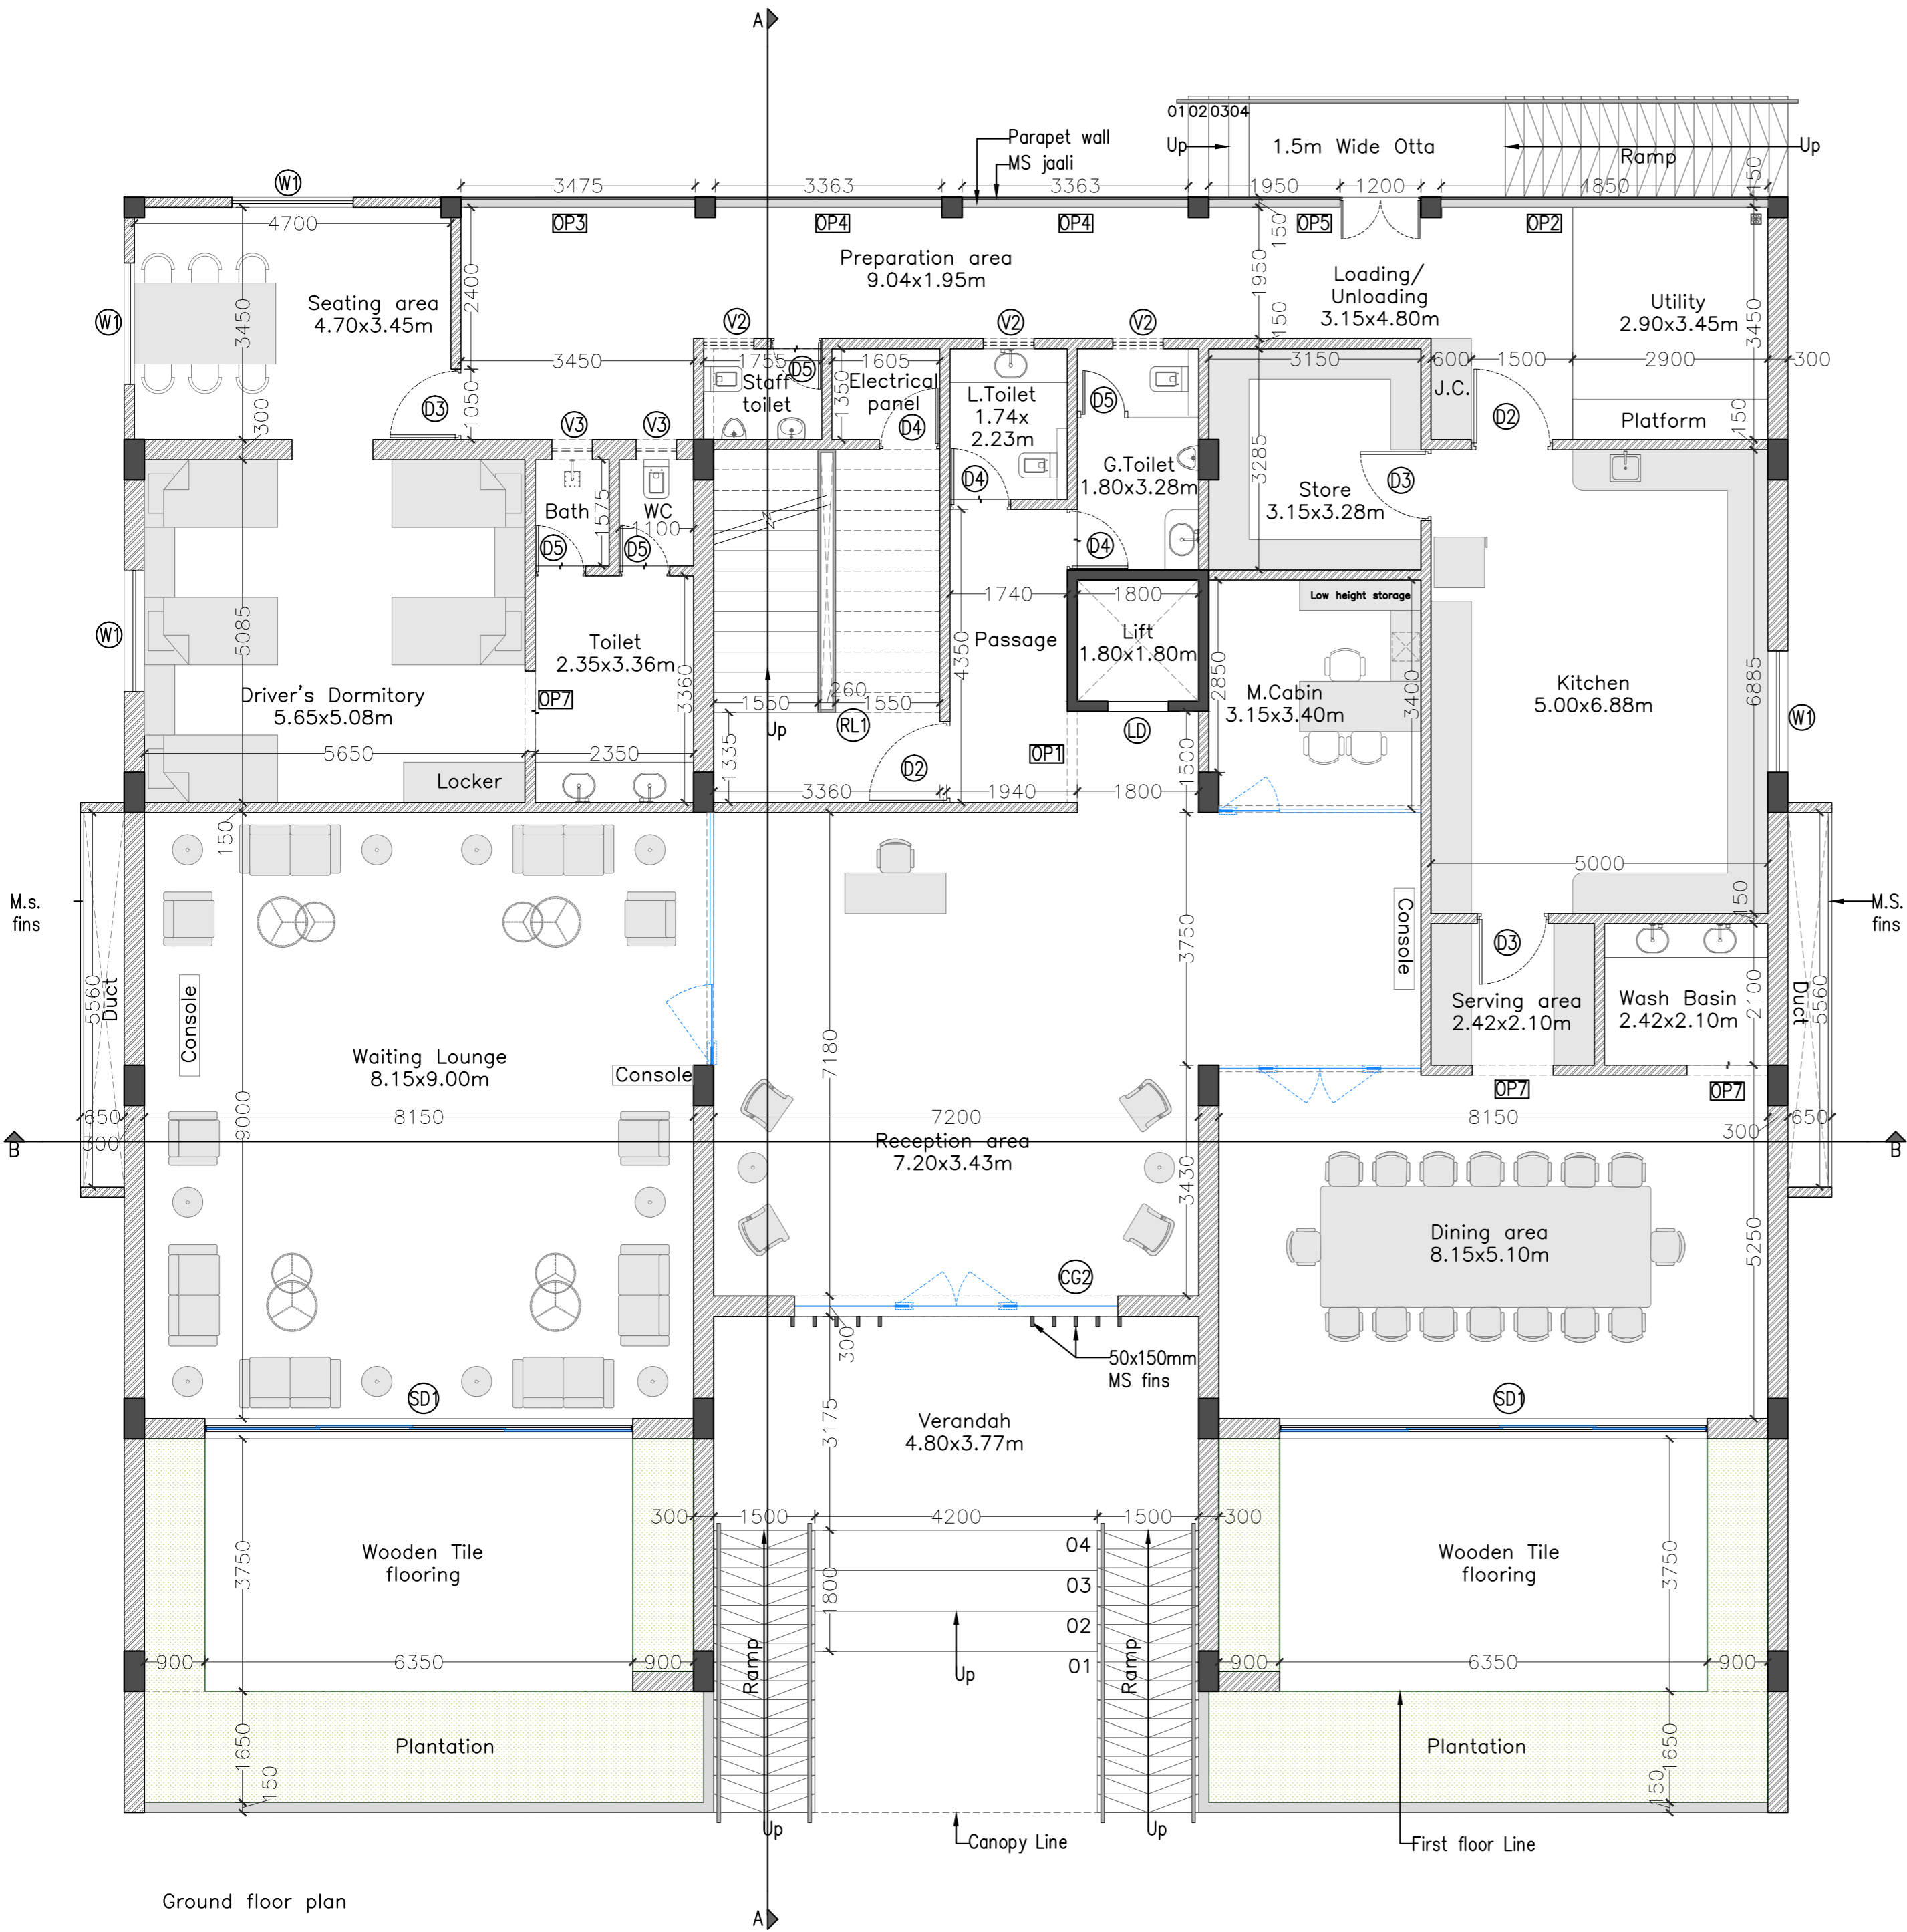 A
01 02 03 04
Up
1.5m Wide Otta
Ramp
Up
Parapet wall
MS jaali
W1
3475
3363
3363
1950
1200
4850
150
OP3
OP4
OP4
OP5
OP2
4700
150
Preparation area
9.04x1.95m
2400
1950
Loading/
Unloading
3.15x4.80m
Seating area
4.70x3.45m
Utility
2.90x3.45m
W1
3450
3450
150
V2
V2
V2
3450
1755
1605
3150
600
1500
2900
300
D5
Staff
toilet
1350
Electrical
panel
L.Toilet
1.74x
2.23m
D5
J.C.
D3
1050
300
D4
D2
Platform
150
V3
V3
G.Toilet
1.80x3.28m
3285
D3
D4
Store
3.15x3.28m
Bath
1575
WC
1100
D5
D5
D4
1740
1800
Low height storage
W1
5085
Toilet
2.35x3.36m
Passage
4350
Lift
1.80x1.80m
Driver's Dormitory
5.65x5.08m
OP7
3360
1550
260
1550
2850
M.Cabin
3.15x3.40m
3400
Kitchen
5.00x6.88m
6885
W1
Up
RL1
LD
OP1
5650
2350
1335
D2
1500
Locker
3360
1940
1800
150
5000
M.s.
fins
M.S.
fins
150
3750
Console
D3
5560
Duct
Console
Serving area
2.42x2.10m
Wash Basin
2.42x2.10m
2100
Duct
5560
Waiting Lounge
8.15x9.00m
7180
Console
OP7
OP7
650
300
9000
8150
7200
8150
300
650
B
B
Reception area
7.20x3.43m
3430
Dining area
8.15x5.10m
5250
CG2
300
50x150mm
MS fins
SD1
SD1
3175
Verandah
4.80x3.77m
300
1500
4200
1500
300
04
Wooden Tile
flooring
3750
1800
03
Wooden Tile
flooring
3750
02
900
6350
900
Ramp
Up
01
Ramp
900
6350
900
1650
Plantation
Plantation
1650
150
150
Up
Canopy Line
Up
First floor Line
Ground floor plan
A